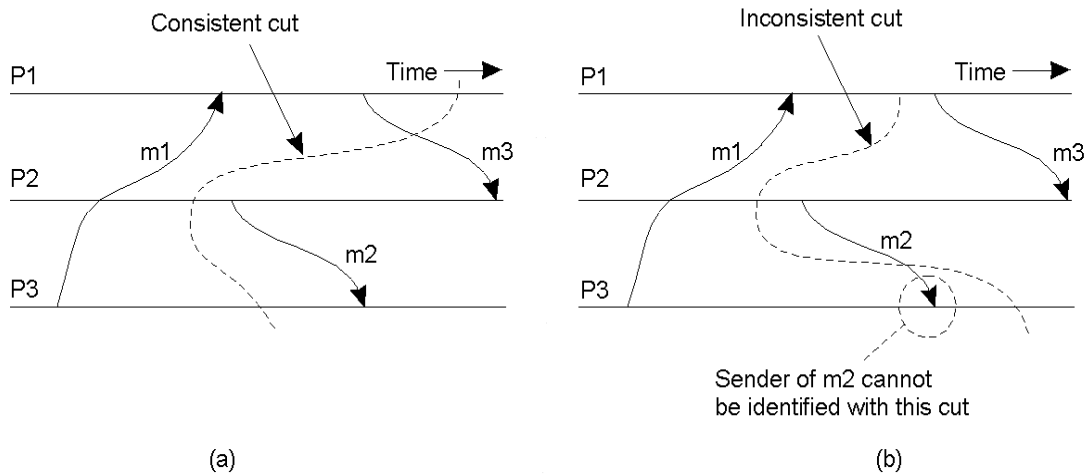 Consistent cut
Time
P1
m1
m3
P2
m2
P3
(a)
Inconsistent cut
Time
P1
m1
m3
P2
m2
P3
Sender of m2 cannot
be identified with this cut
(b)